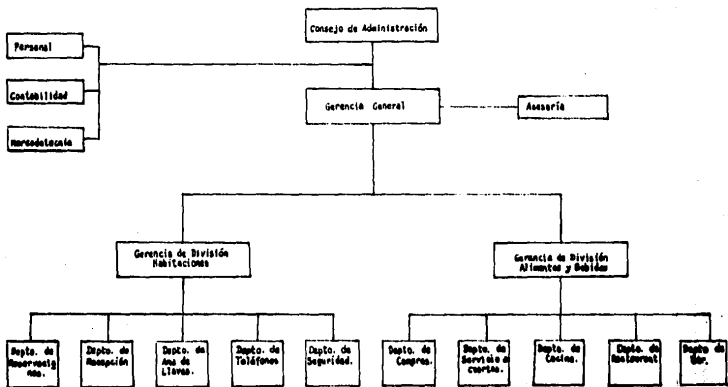 Consejo de Administración
Personal
Contabilidad
Mercadotecnia
Gerencia General
Asesoría
Gerencia de División
Habitaciones
Gerencia de División
Alimentos y Bebidas
Depto. de
Reservacio
nes.
Depto. de
Recepción
Depto. de
Ama de
Llaves.
Depto. de
Teléfonos
Depto. de
Seguridad.
Depto. de
Compras.
Depto. de
Servicio a
cuartos.
Depto. de
Cocina.
Depto. de
Restaurant
Depto de
Bar.